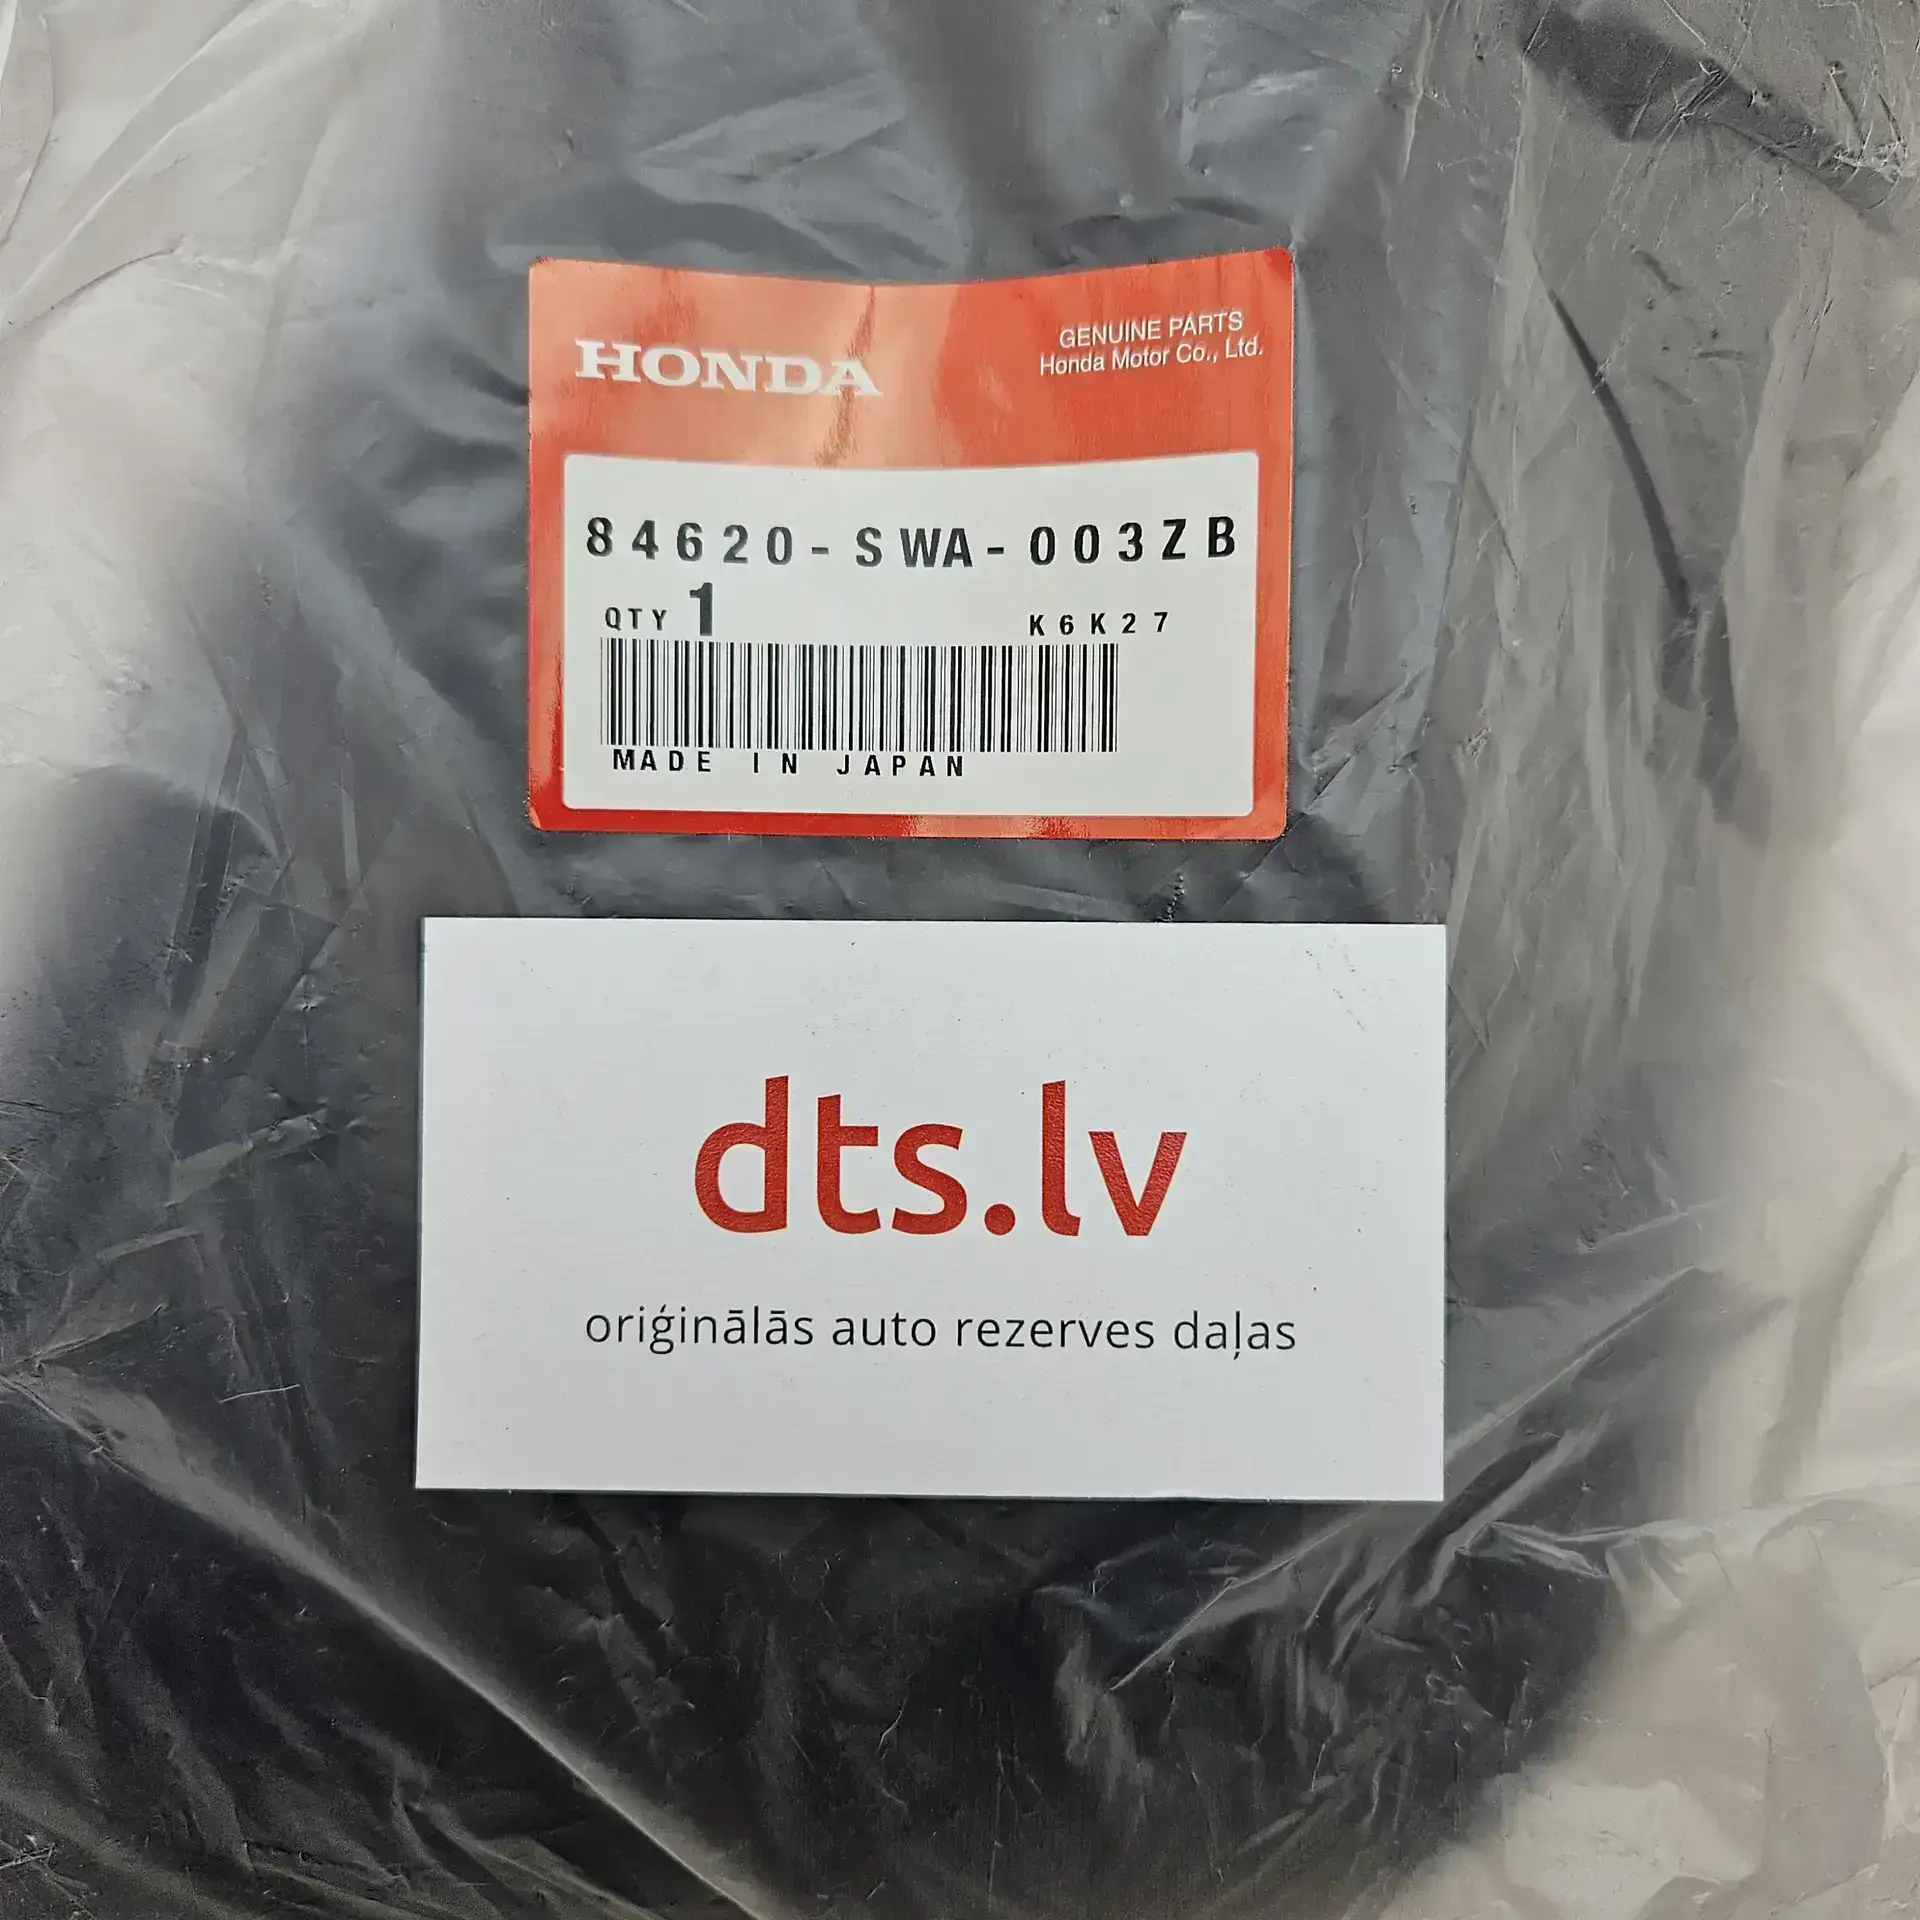 HONDA
GENUINE PARTS
Honda Motor Co., Ltd.
84620-SWA-003ZB
QTY 1 K6K27
MADE IN JAPAN
dts.lv
oriģinālās auto rezerves daļas